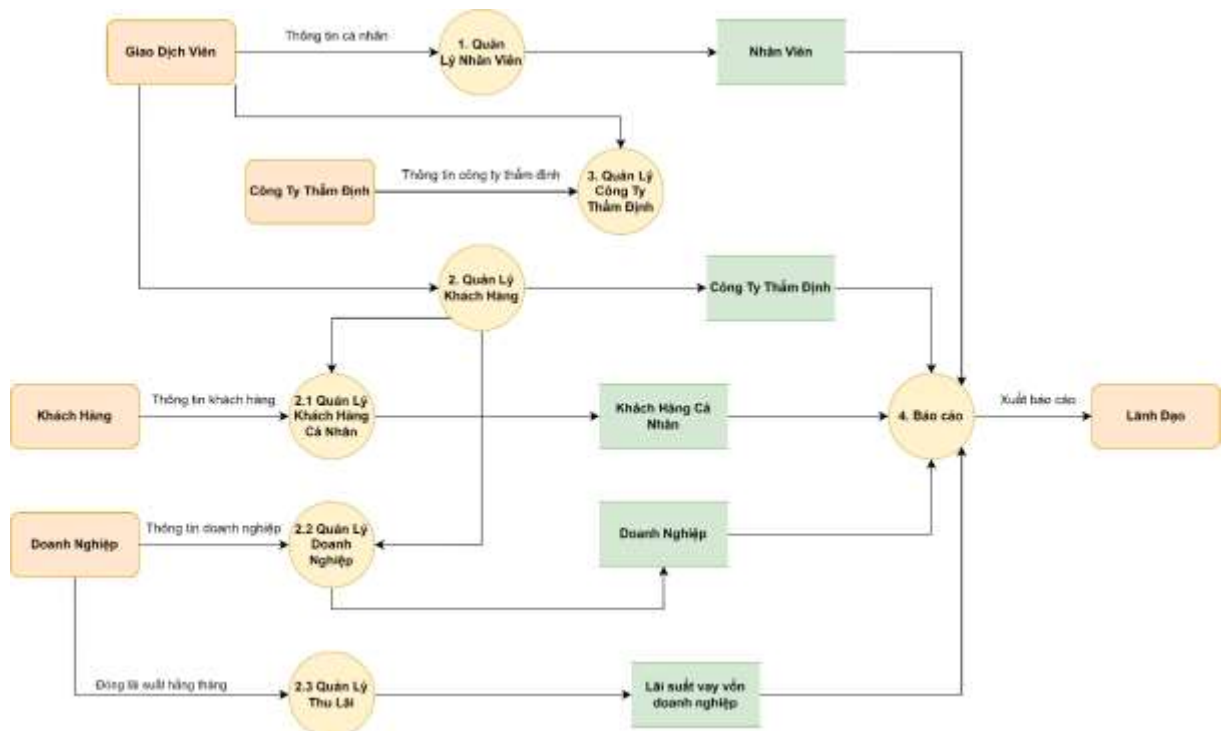 Thông tin cá nhân
Giao Dịch Viên
1. Quản
Lý Nhân Viên
Nhân Viên
Thông tin công ty thẩm định
Công Ty Thẩm Định
3. Quản Lý
Công Ty
Thẩm Định
2. Quản Lý
Khách Hàng
Công Ty Thẩm Định
Khách Hàng
Thông tin khách hàng
2.1 Quản Lý
Khách Hàng
Cá Nhân
Khách Hàng Cá
Nhân
4. Báo cáo
Xuất báo cáo
Lãnh Đạo
Doanh Nghiệp
Thông tin doanh nghiệp
2.2 Quản Lý
Doanh
Nghiệp
Doanh Nghiệp
Đóng lãi suất hằng tháng
2.3 Quản Lý
Thu Lãi
Lãi suất vay vốn
doanh nghiệp